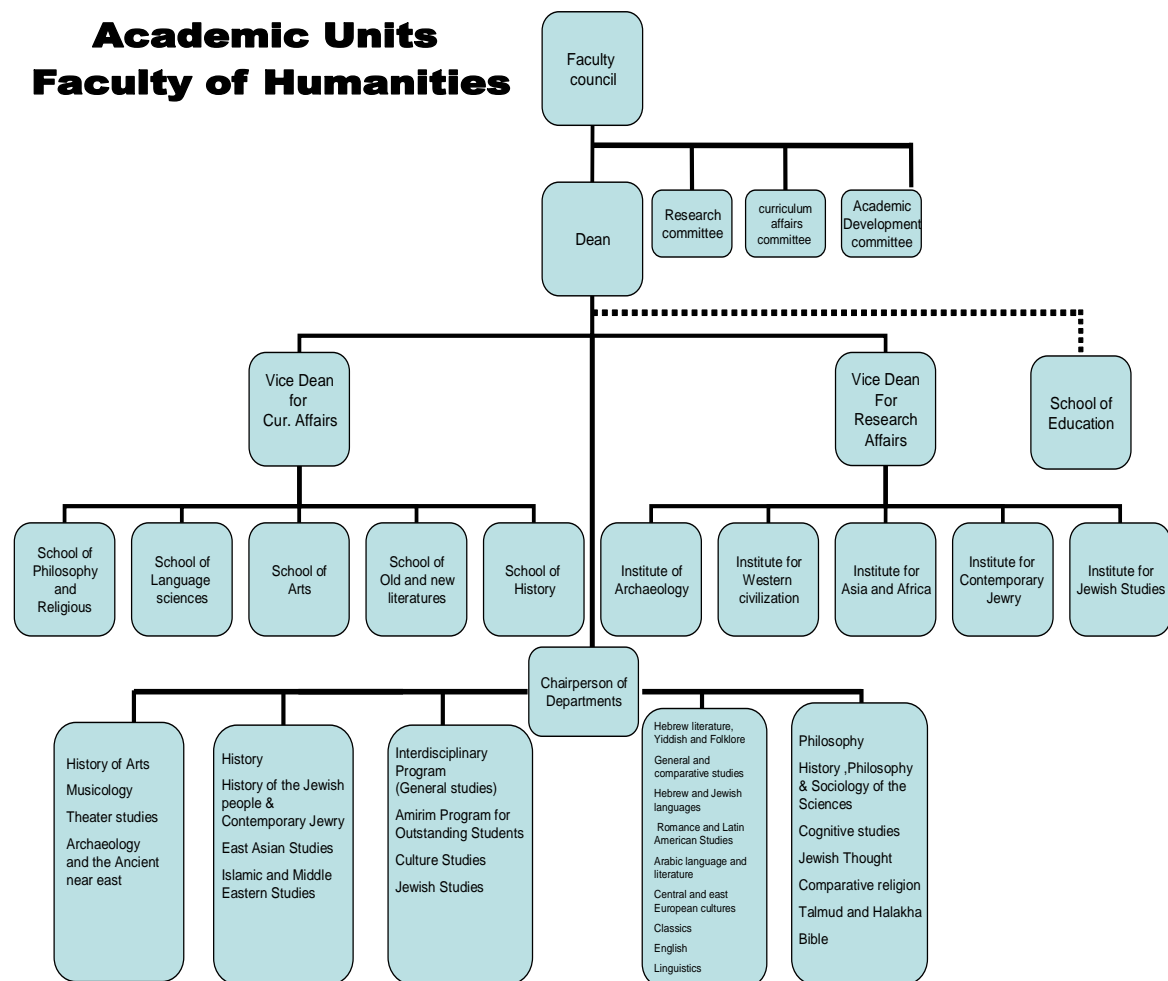 Academic Units
Faculty of Humanities
Faculty
council
Dean
Research
committee
curriculum
affairs
committee
Academic
Development
committee
Vice Dean
for
Cur. Affairs
Vice Dean
For
Research
Affairs
School of
Education
School of
Philosophy
and
Religious
School of
Language
sciences
School of
Arts
School of
Old and new
literatures
School of
History
Institute of
Archaeology
Institute for
Western
civilization
Institute for
Asia and Africa
Institute for
Contemporary
Jewry
Institute for
Jewish Studies
Chairperson of
Departments
History of Arts
Musicology
Theater studies
Archaeology
and the Ancient
near east
History
History of the Jewish
people &
Contemporary Jewry
East Asian Studies
Islamic and Middle
Eastern Studies
Interdisciplinary
Program
(General studies)
Amirim Program for
Outstanding Students
Culture Studies
Jewish Studies
Hebrew literature,
Yiddish and Folklore
General and
comparative studies
Hebrew and Jewish
languages
Romance and Latin
American Studies
Arabic language and
literature
Central and east
European cultures
Classics
English
Linguistics
Philosophy
History ,Philosophy
& Sociology of the
Sciences
Cognitive studies
Jewish Thought
Comparative religion
Talmud and Halakha
Bible